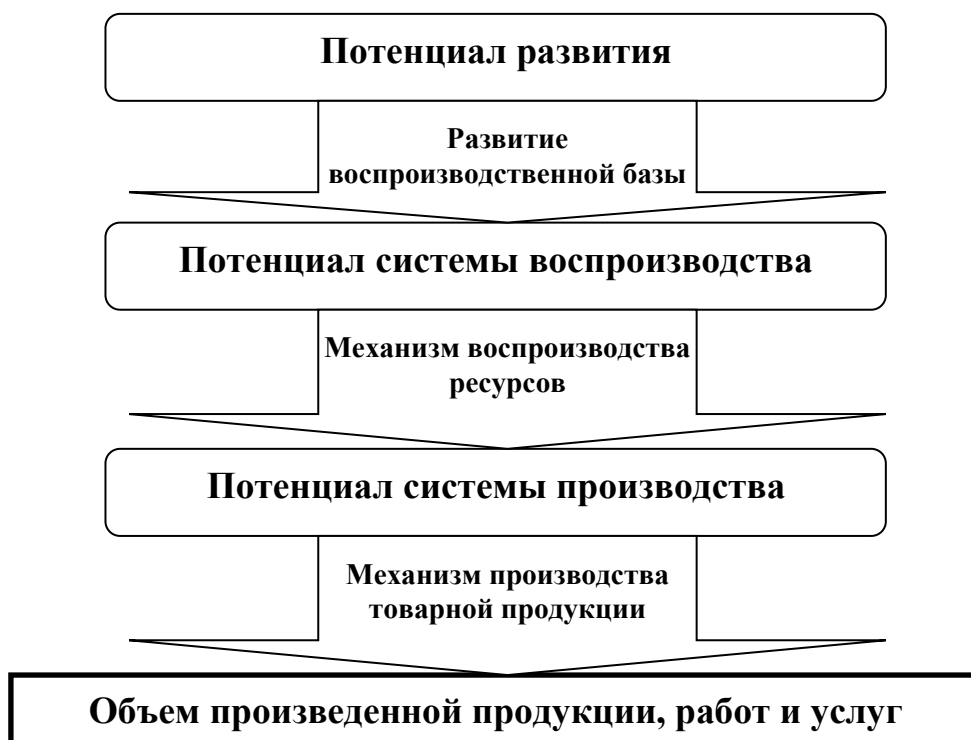 Потенциал развития
Развитие
воспроизводственной базы
Потенциал системы воспроизводства
Механизм воспроизводства
ресурсов
Потенциал системы производства
Механизм производства
товарной продукции
Объем произведенной продукции, работ и услуг